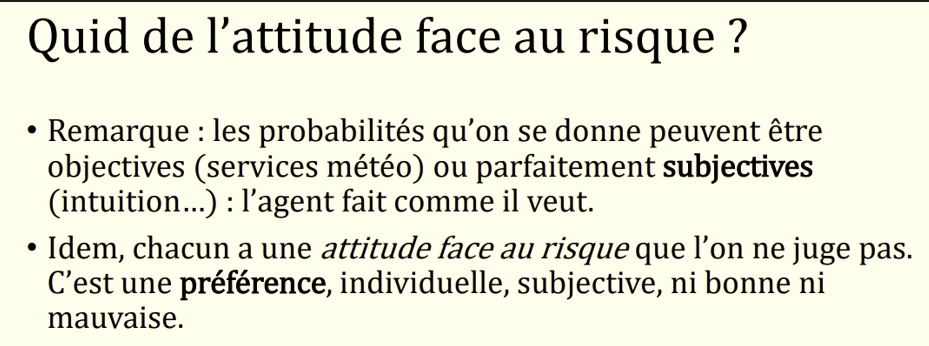 Quid de l’attitude face au risque ?
• Remarque : les probabilités qu’on se donne peuvent être
objectives (services météo) ou parfaitement subjectives
(intuition…) : l’agent fait comme il veut.
• Idem, chacun a une attitude face au risque que l’on ne juge pas.
C’est une préférence, individuelle, subjective, ni bonne ni
mauvaise.